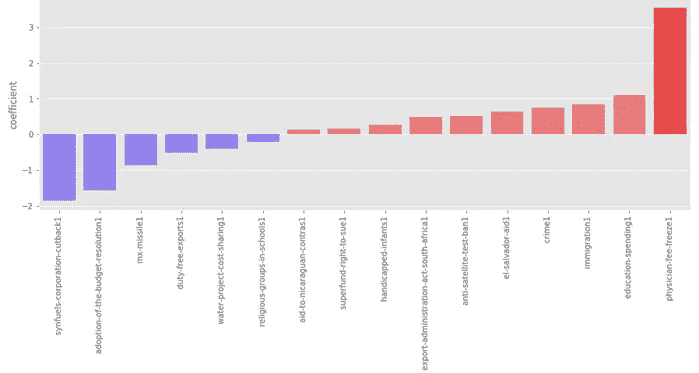 coefficient
3
2
1
0
−1
−2
synfuels-corporation-cutback1
adoption-of-the-budget-resolution1
mx-missile1
duty-free-exports1
water-project-cost-sharing1
religious-groups-in-schools1
aid-to-nicaraguan-contras1
superfund-right-to-sue1
handicapped-infants1
export-administration-act-south-africa1
anti-satellite-test-ban1
el-salvador-aid1
crime1
immigration1
education-spending1
physician-fee-freeze1